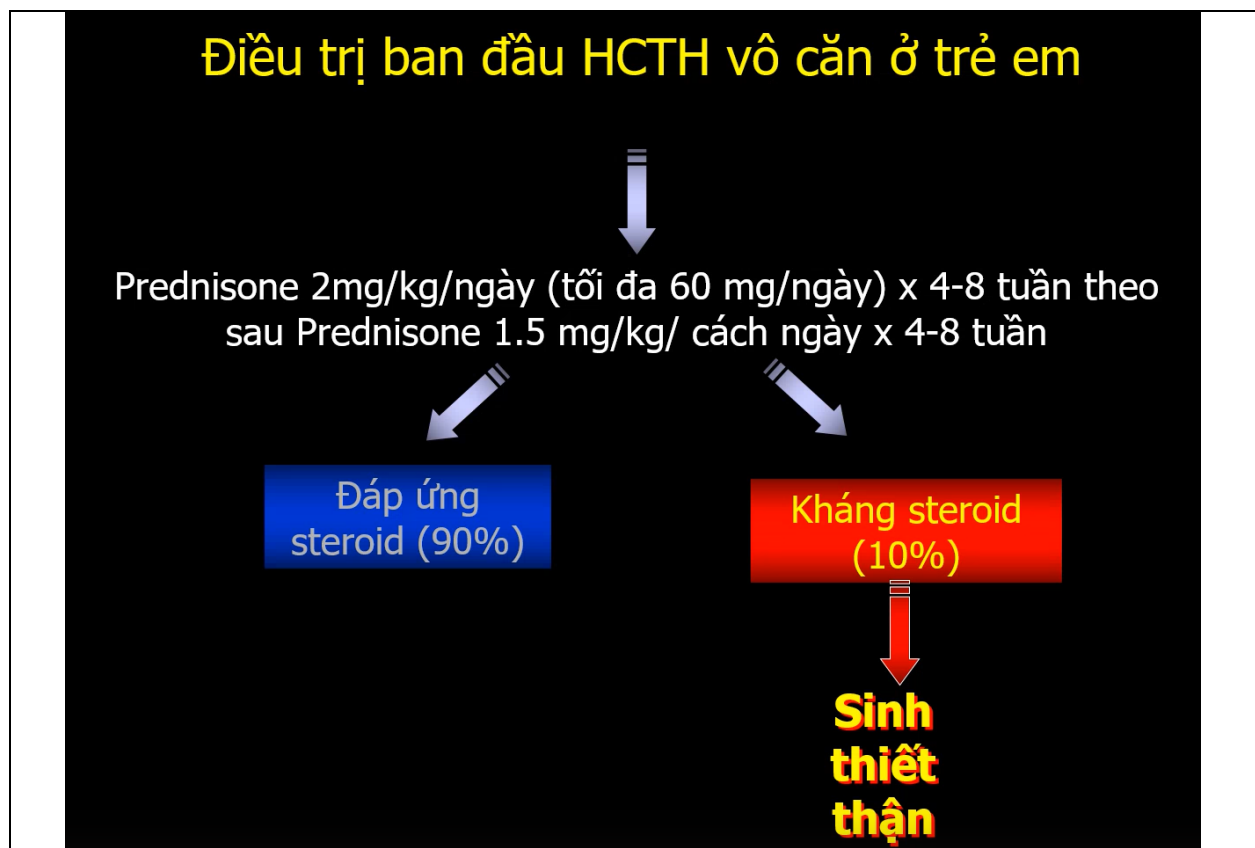 Điều trị ban đầu HCTH vô căn ở trẻ em
Prednisone 2mg/kg/ngày (tối đa 60 mg/ngày) x 4-8 tuần theo
sau Prednisone 1.5 mg/kg/ cách ngày x 4-8 tuần
Đáp ứng
steroid (90%)
Kháng steroid
(10%)
Sinh
thiết
thận